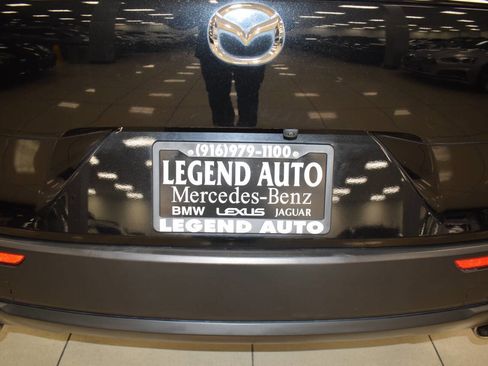 (916)979-1100
LEGEND AUTO
Mercedes-Benz
BMW LEXUS JAGUAR
LEGEND AUTO